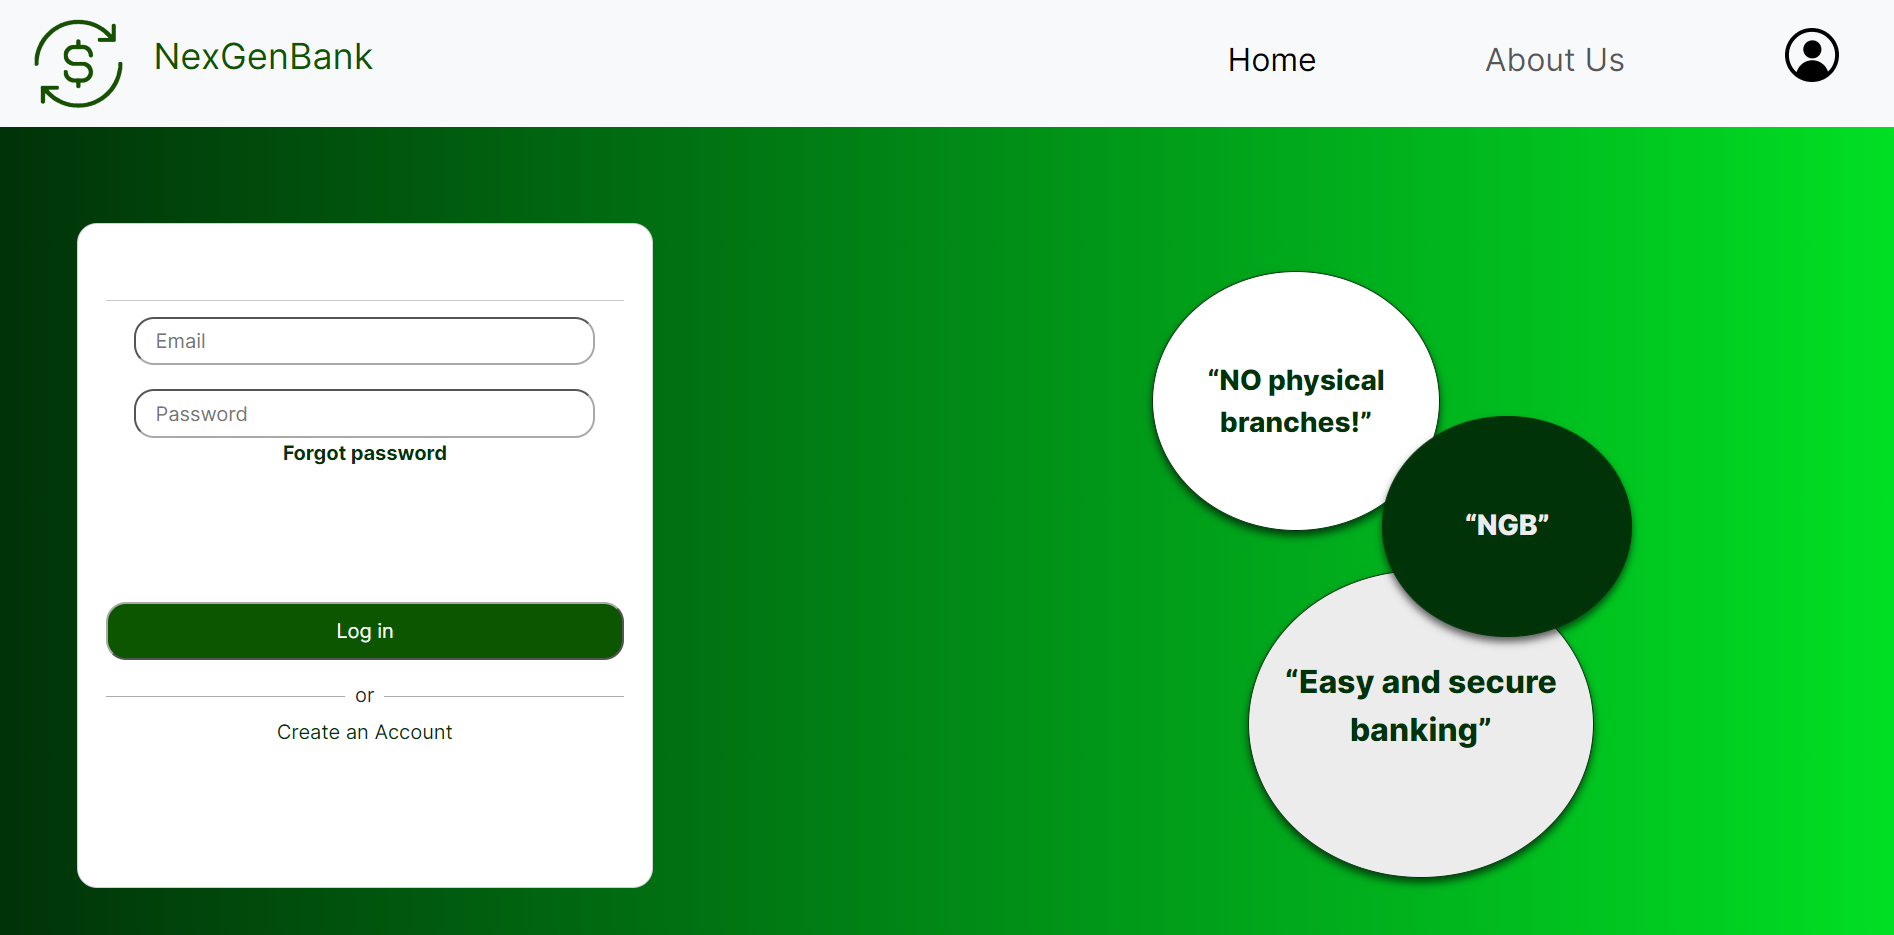 NexGenBank
Home
About Us
Email
Password
Forgot password
Log in
or
Create an Account
“NO physical
branches!”
“NGB”
“Easy and secure
banking”